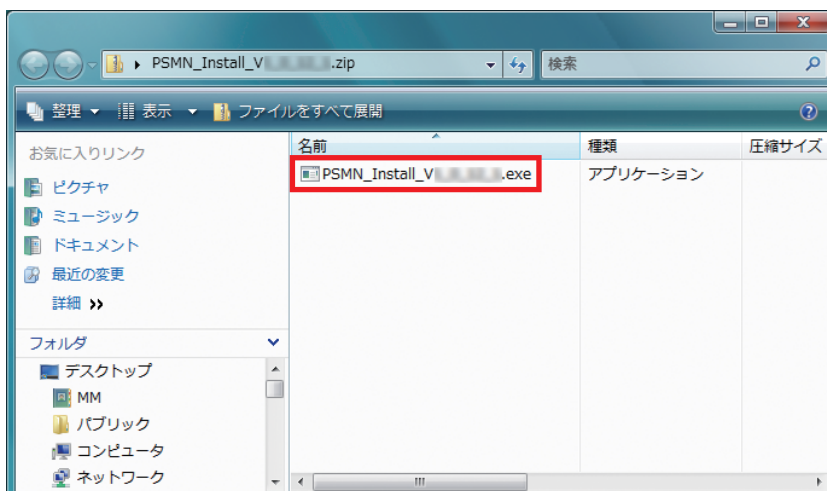 PSMN_Install_V .zip
検索
整理 表示 ファイルをすべて展開
お気に入りリンク
ピクチャ
ミュージック
ドキュメント
最近の変更
詳細 »
フォルダ
デスクトップ
MM
パブリック
コンピュータ
ネットワーク
名前 種類 圧縮サイズ
PSMN_Install_V .exe アプリケーション